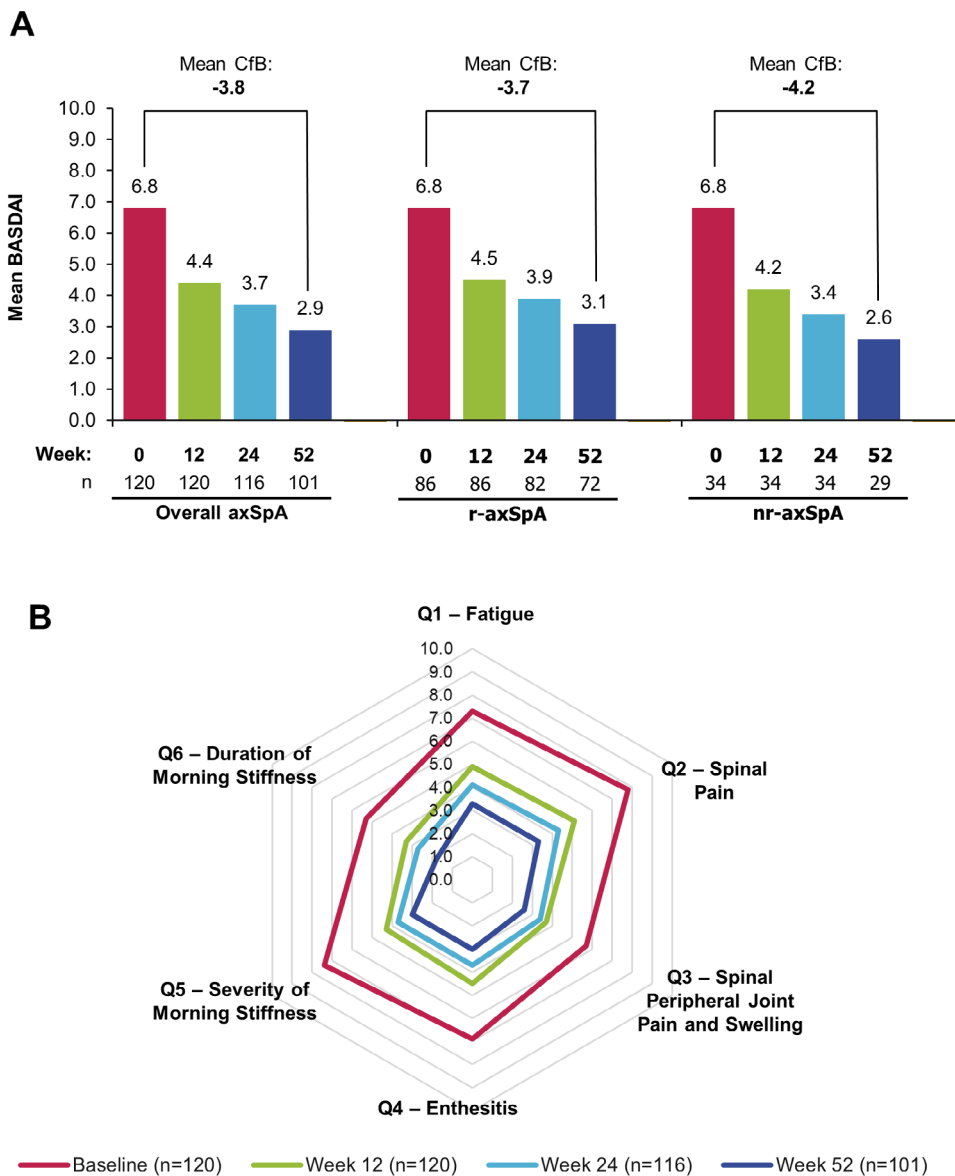 A
Mean CfB:
-3.8
Mean CfB:
-3.7
Mean CfB:
-4.2
Mean BASDAI
10.0
9.0
8.0
7.0
6.0
5.0
4.0
3.0
2.0
1.0
0.0
6.8
4.4
3.7
2.9
6.8
4.5
3.9
3.1
6.8
4.2
3.4
2.6
Week: 0 12 24 52 0 12 24 52 0 12 24 52
n 120 120 116 101 86 86 82 72 34 34 34 29
Overall axSpA r-axSpA nr-axSpA
B
Q1 – Fatigue
10.0
9.0
8.0
7.0
6.0
5.0
4.0
3.0
2.0
1.0
0.0
Q2 – Spinal
Pain
Q3 – Spinal
Peripheral Joint
Pain and Swelling
Q4 – Enthesitis
Q5 – Severity of
Morning Stiffness
Q6 – Duration of
Morning Stiffness
Baseline (n=120) Week 12 (n=120) Week 24 (n=116) Week 52 (n=101)